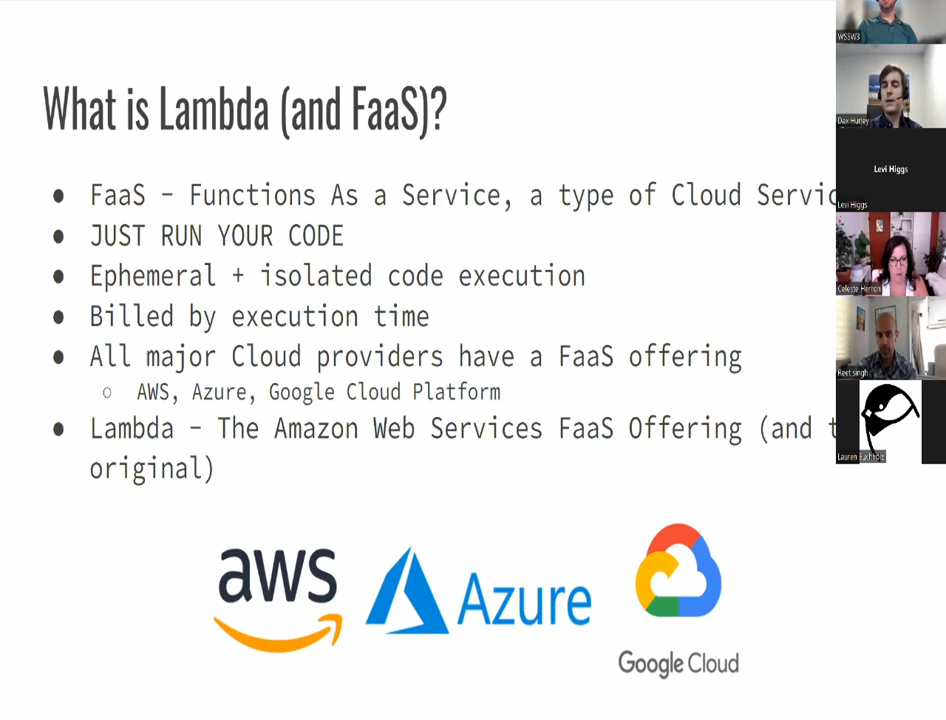 What is Lambda (and FaaS)?
● FaaS – Functions As a Service, a type of Cloud
● JUST RUN YOUR CODE
● Ephemeral + isolated code execution
● Billed by execution time
● All major Cloud providers have a FaaS offering
○ AWS, Azure, Google Cloud Platform
● Lambda – The Amazon Web Services FaaS Offering (and
original)
aws
Azure
Google Cloud
WSSW3
Dax Hurley
Levi Higgs
Levi Higgs
Celeste Herron
Reet singh
Lauren